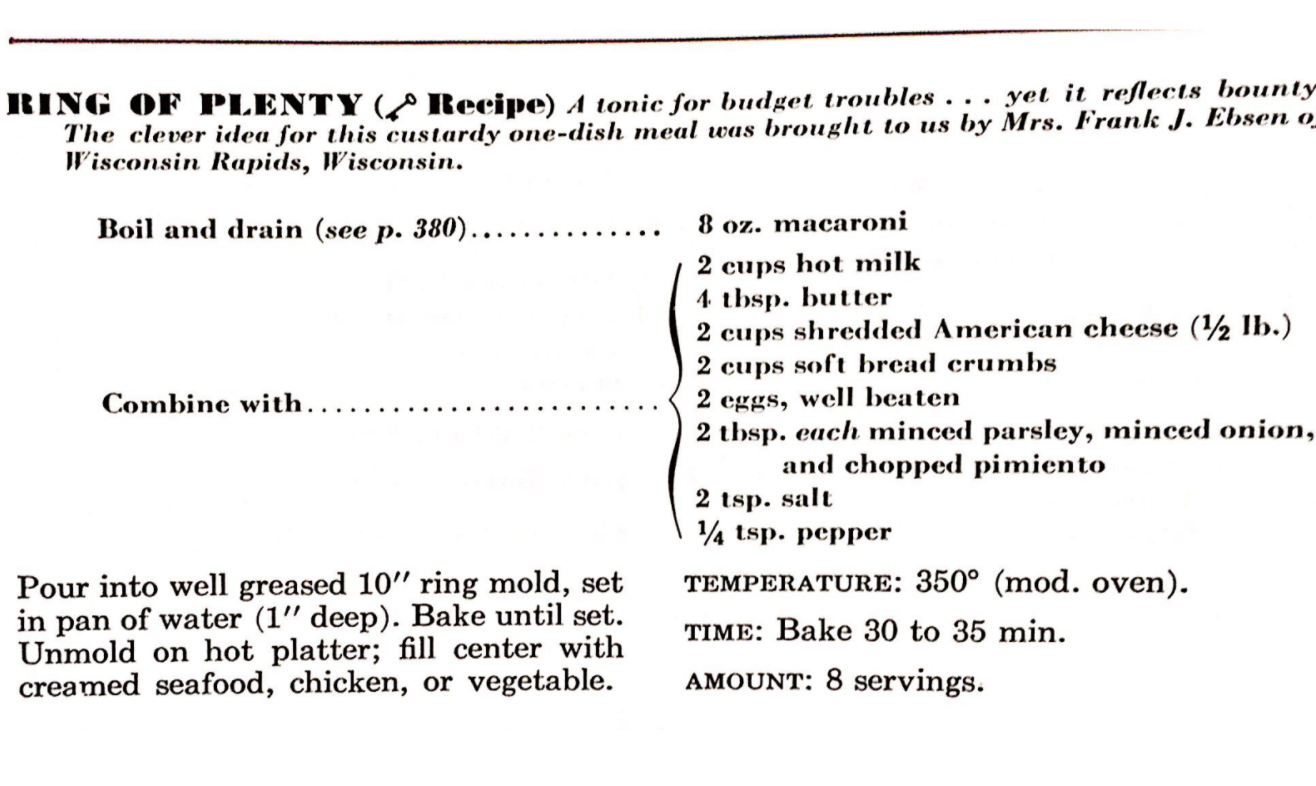 RING OF PLENTY ( Recipe) A tonic for budget troubles . . . yet it reflects bounty
The clever idea for this custardy one-dish meal was brought to us by Mrs. Frank J. Ebsen
Wisconsin Rapids, Wisconsin.
Boil and drain (see p. 380).............. 8 oz. macaroni
2 cups hot milk
4 tbsp. butter
2 cups shredded American cheese (½ lb.)
2 cups soft bread crumbs
Combine with......................... 2 eggs, well beaten
2 tbsp. each minced parsley, minced onion,
and chopped pimiento
2 tsp. salt
¼ tsp. pepper
Pour into well greased 10″ ring mold, set
in pan of water (1″ deep). Bake until set.
Unmold on hot platter; fill center with
creamed seafood, chicken, or vegetable.
TEMPERATURE: 350° (mod. oven).
TIME: Bake 30 to 35 min.
AMOUNT: 8 servings.